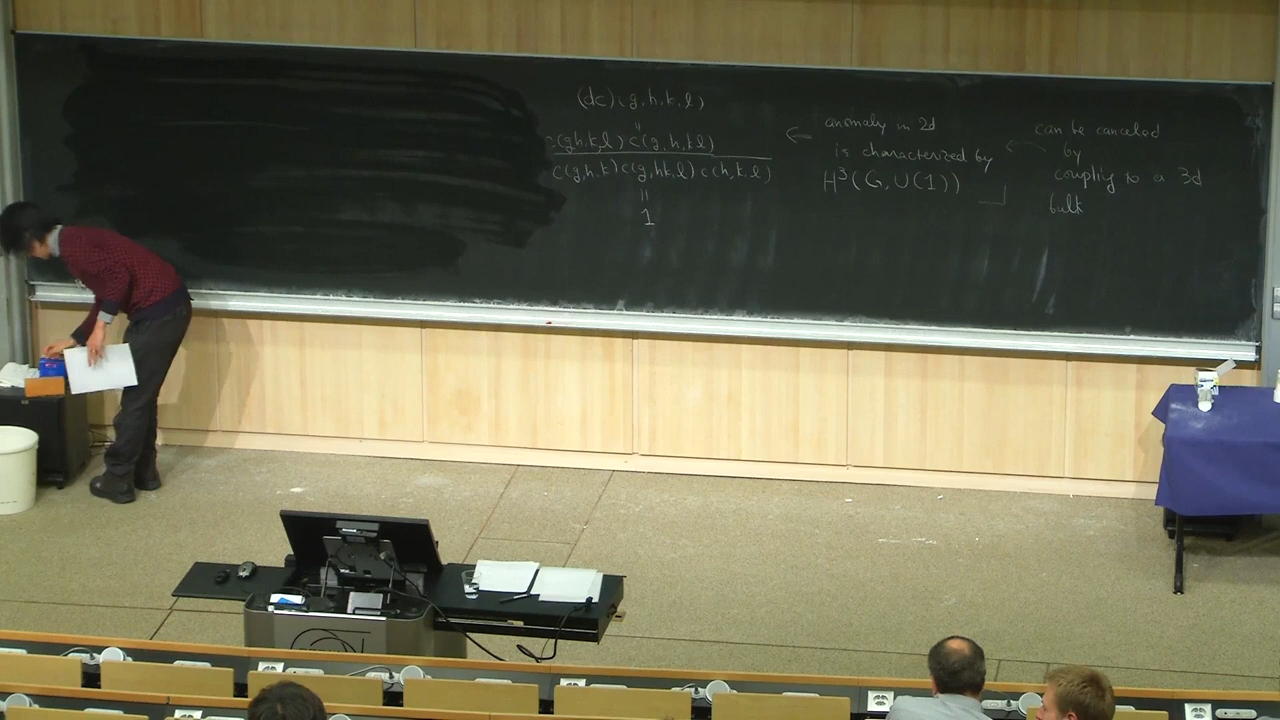 (dc)(g,h,k,l)
=
c(gh,k,l) c(g,h,kl)
c(g,h,k) c(g,hk,l) c(h,k,l)
=
1
← anomaly in 2d
is characterized by
H³(G,U(1))
← can be canceled
by
coupling to a 3d
bulk